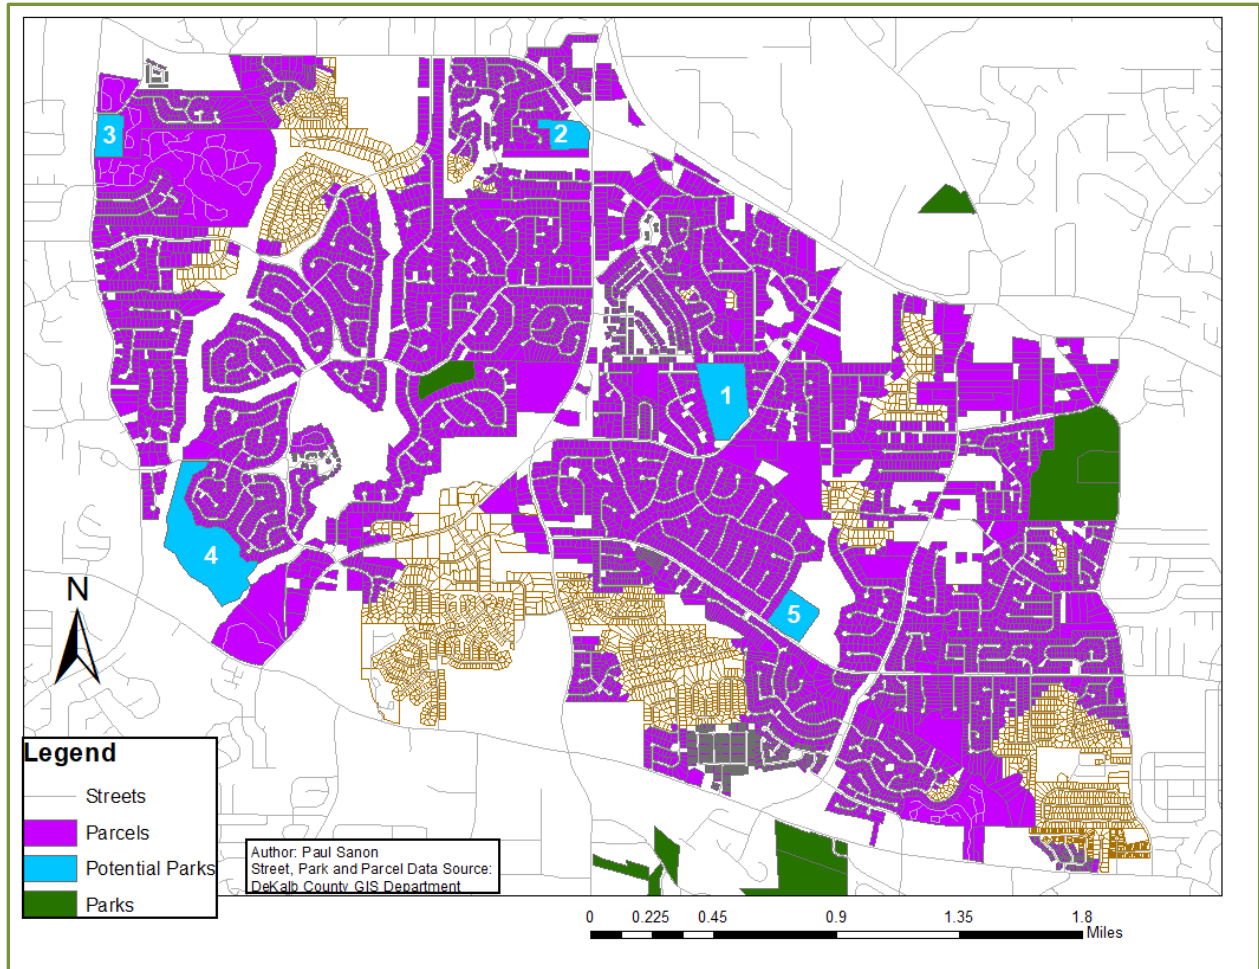 3
2
1
4
5
N
Legend
Streets
Parcels
Potential Parks
Parks
Author: Paul Sanon
Street, Park and Parcel Data Source:
DeKalb County GIS Department
0 0.225 0.45 0.9 1.35 1.8
Miles